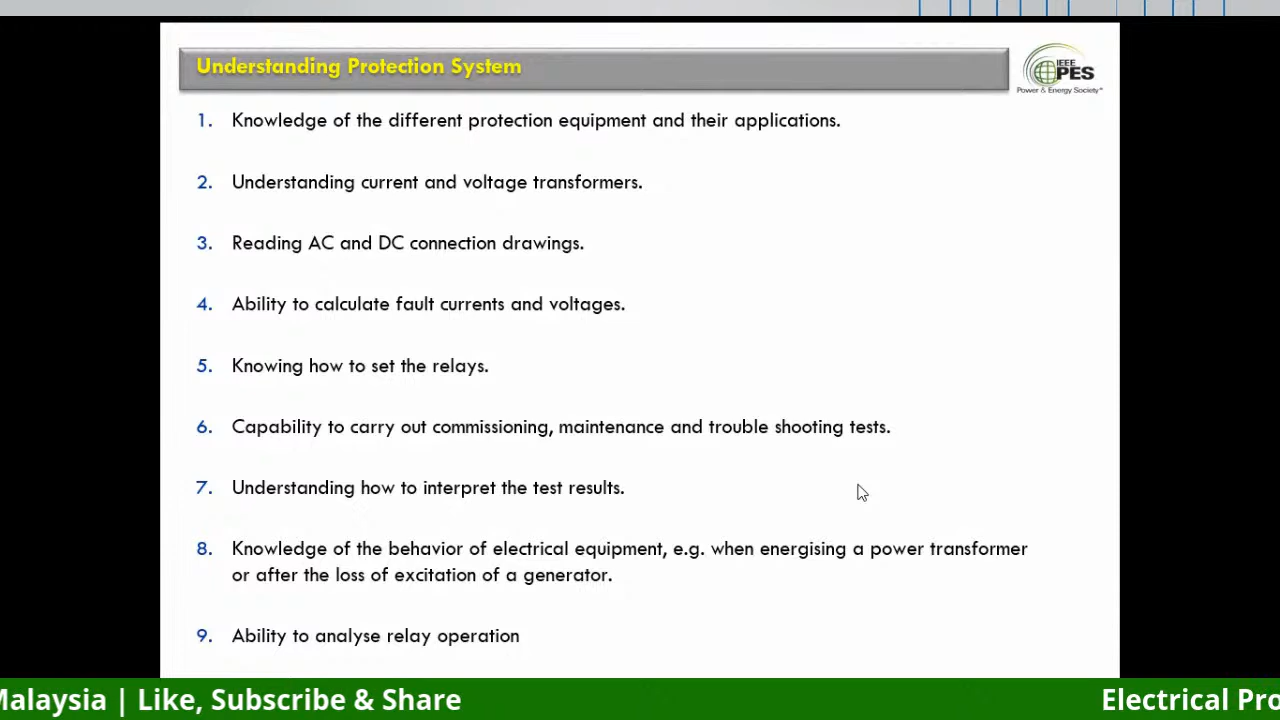 Understanding Protection System
IEEE
PES
Power & Energy Society™
1. Knowledge of the different protection equipment and their applications.
2. Understanding current and voltage transformers.
3. Reading AC and DC connection drawings.
4. Ability to calculate fault currents and voltages.
5. Knowing how to set the relays.
6. Capability to carry out commissioning, maintenance and trouble shooting tests.
7. Understanding how to interpret the test results.
8. Knowledge of the behavior of electrical equipment, e.g. when energising a power transformer
or after the loss of excitation of a generator.
9. Ability to analyse relay operation
Malaysia | Like, Subscribe & Share
Electrical Pro